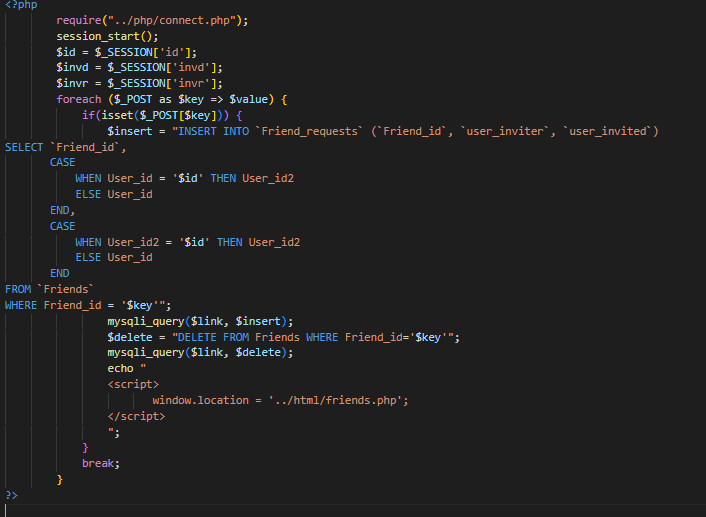 <?php
require("../php/connect.php");
session_start();
$id = $_SESSION['id'];
$invd = $_SESSION['invd'];
$invr = $_SESSION['invr'];
foreach ($_POST as $key => $value) {
if(isset($_POST[$key])) {
$insert = "INSERT INTO `Friend_requests` (`Friend_id`, `user_inviter`, `user_invited`)
SELECT `Friend_id`,
CASE
WHEN User_id = '$id' THEN User_id2
ELSE User_id
END,
CASE
WHEN User_id2 = '$id' THEN User_id2
ELSE User_id
END
FROM `Friends`
WHERE Friend_id = '$key'";
mysqli_query($link, $insert);
$delete = "DELETE FROM Friends WHERE Friend_id='$key'";
mysqli_query($link, $delete);
echo "
<script>
window.location = '../html/friends.php';
</script>
";
}
break;
}
?>